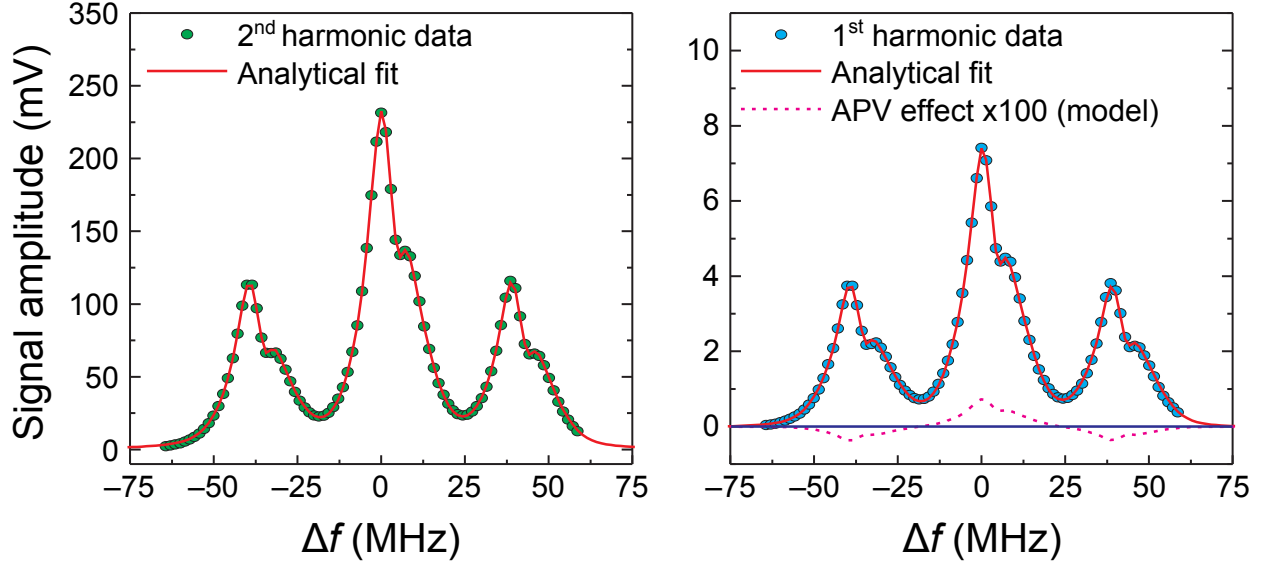 350
300
250
200
150
100
50
0
Signal amplitude (mV)
2nd harmonic data
Analytical fit
–75 –50 –25 0 25 50 75
Δf (MHz)
10
8
6
4
2
0
1st harmonic data
Analytical fit
APV effect x100 (model)
–75 –50 –25 0 25 50 75
Δf (MHz)